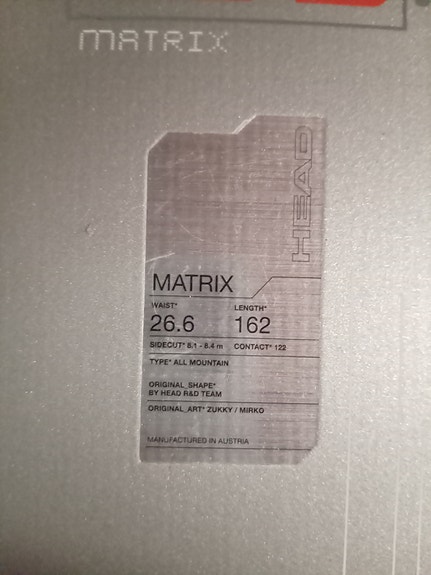 MATRIX
HEAD
MATRIX
WAIST* LENGTH*
26.6 162
SIDECUT* 8.1 - 8.4 m CONTACT* 122
TYPE* ALL MOUNTAIN
ORIGINAL_SHAPE*
BY HEAD R&D TEAM
ORIGINAL_ART* ZUKKY / MIRKO
MANUFACTURED IN AUSTRIA